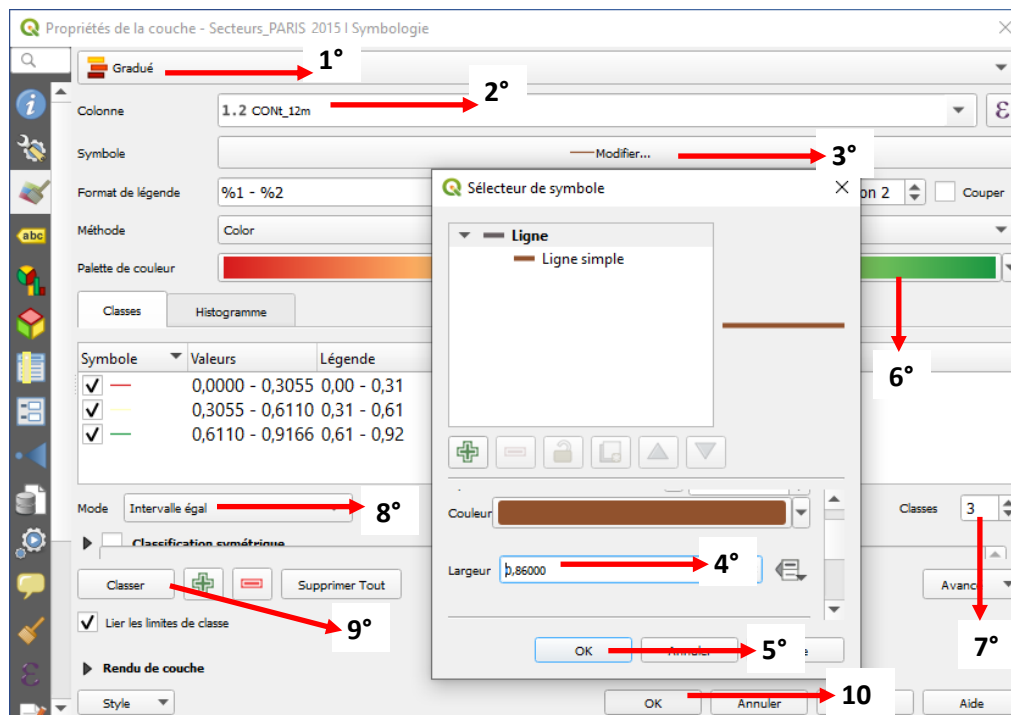 Propriétés de la couche - Secteurs_PARIS 2015 | Symbologie
Gradué
1°
Colonne
1.2 CONt_12m
2°
ε
Symbole
Modifier...
3°
Format de légende
%1 - %2
on 2
Couper
Méthode
Color
Palette de couleur
6°
Classes
Histogramme
Symbole Valeurs Légende
0,0000 - 0,3055 0,00 - 0,31
0,3055 - 0,6110 0,31 - 0,61
0,6110 - 0,9166 0,61 - 0,92
Mode
Intervalle égal
8°
Classes
3
Classification symétrique
Classer
Supprimer Tout
Avancé
9°
7°
Lier les limites de classe
Rendu de couche
Style
OK
10
Annuler
Aide
abc
Sélecteur de symbole
Ligne
Ligne simple
Couleur
Largeur
0,86000
4°
OK
5°
Annuler
e